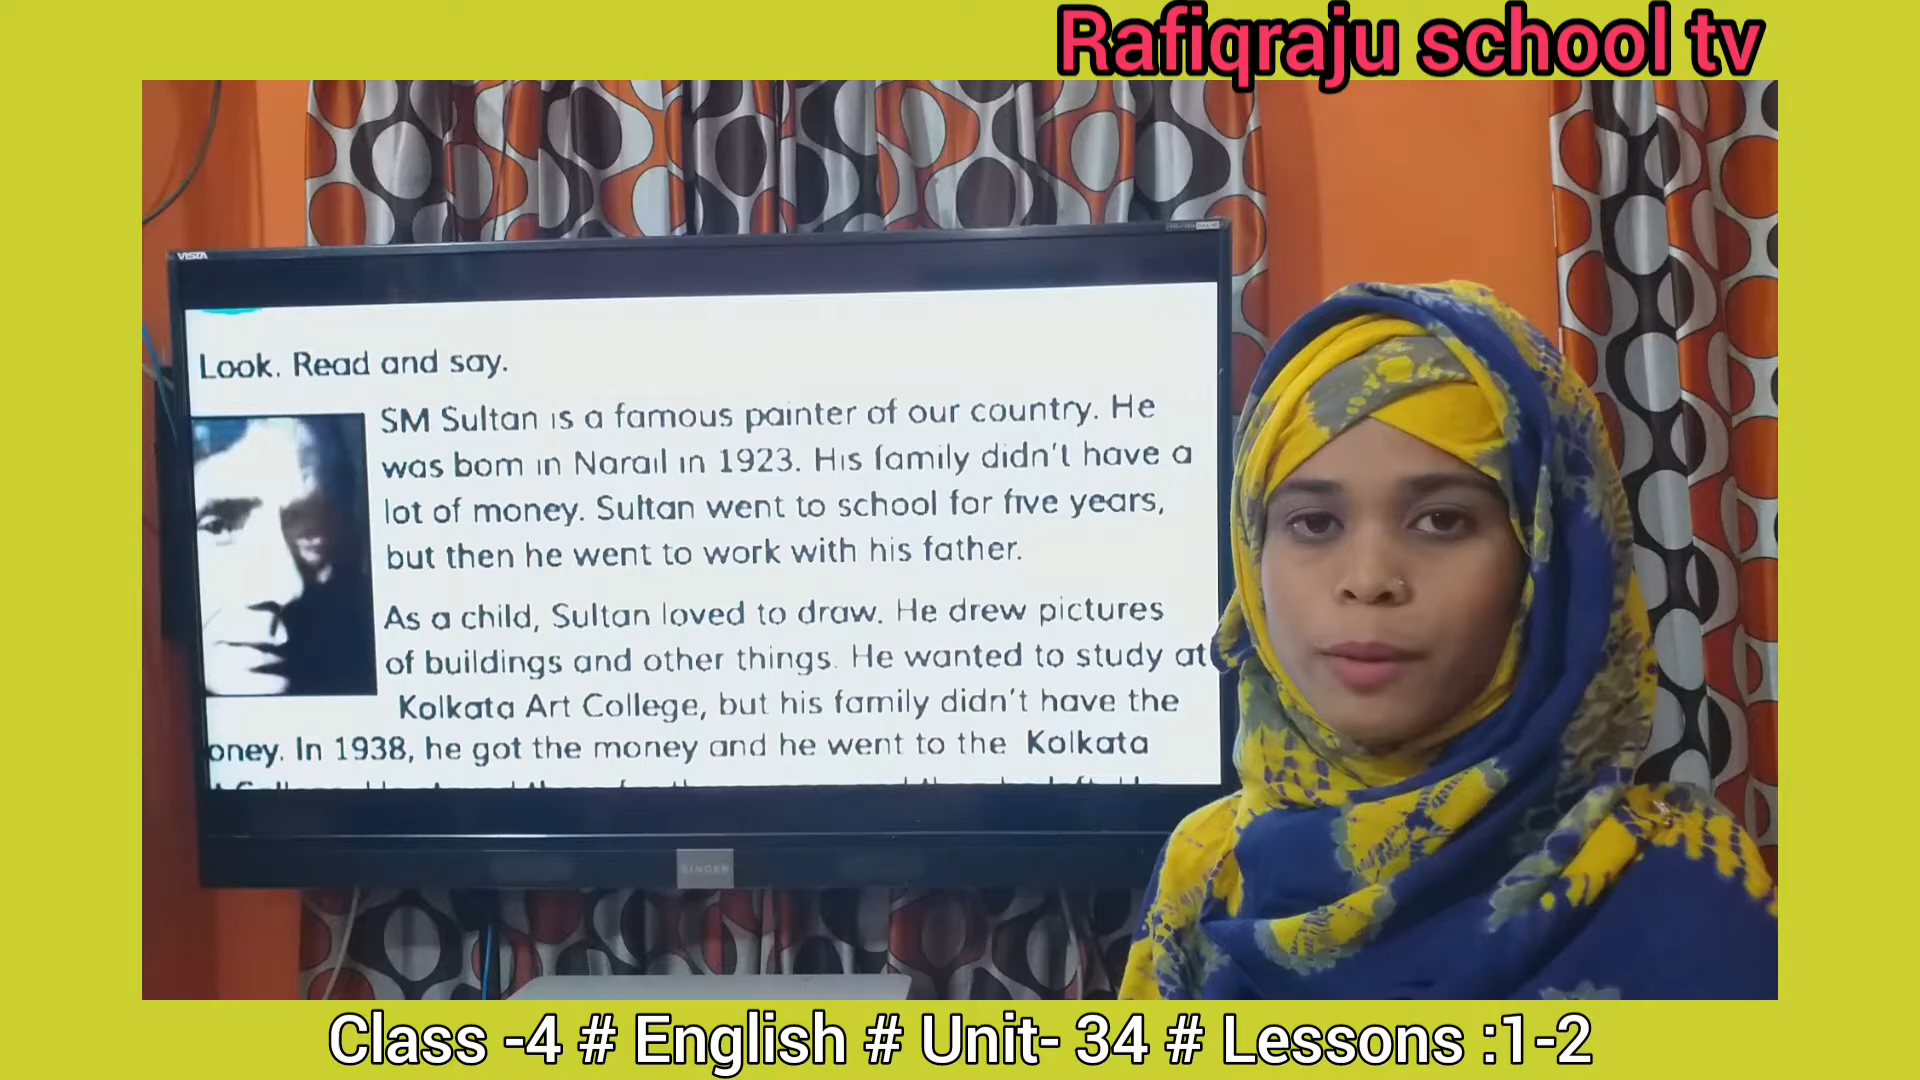 Rafiqraju school tv
VISTA
Look. Read and say.
SM Sultan is a famous painter of our country. He
was born in Narail in 1923. His family didn't have a
lot of money. Sultan went to school for five years,
but then he went to work with his father.
As a child, Sultan loved to draw. He drew pictures
of buildings and other things. He wanted to study at
Kolkata Art College, but his family didn't have the
oney. In 1938, he got the money and he went to the Kolkata
SINGER
Class -4 # English # Unit- 34 # Lessons :1-2